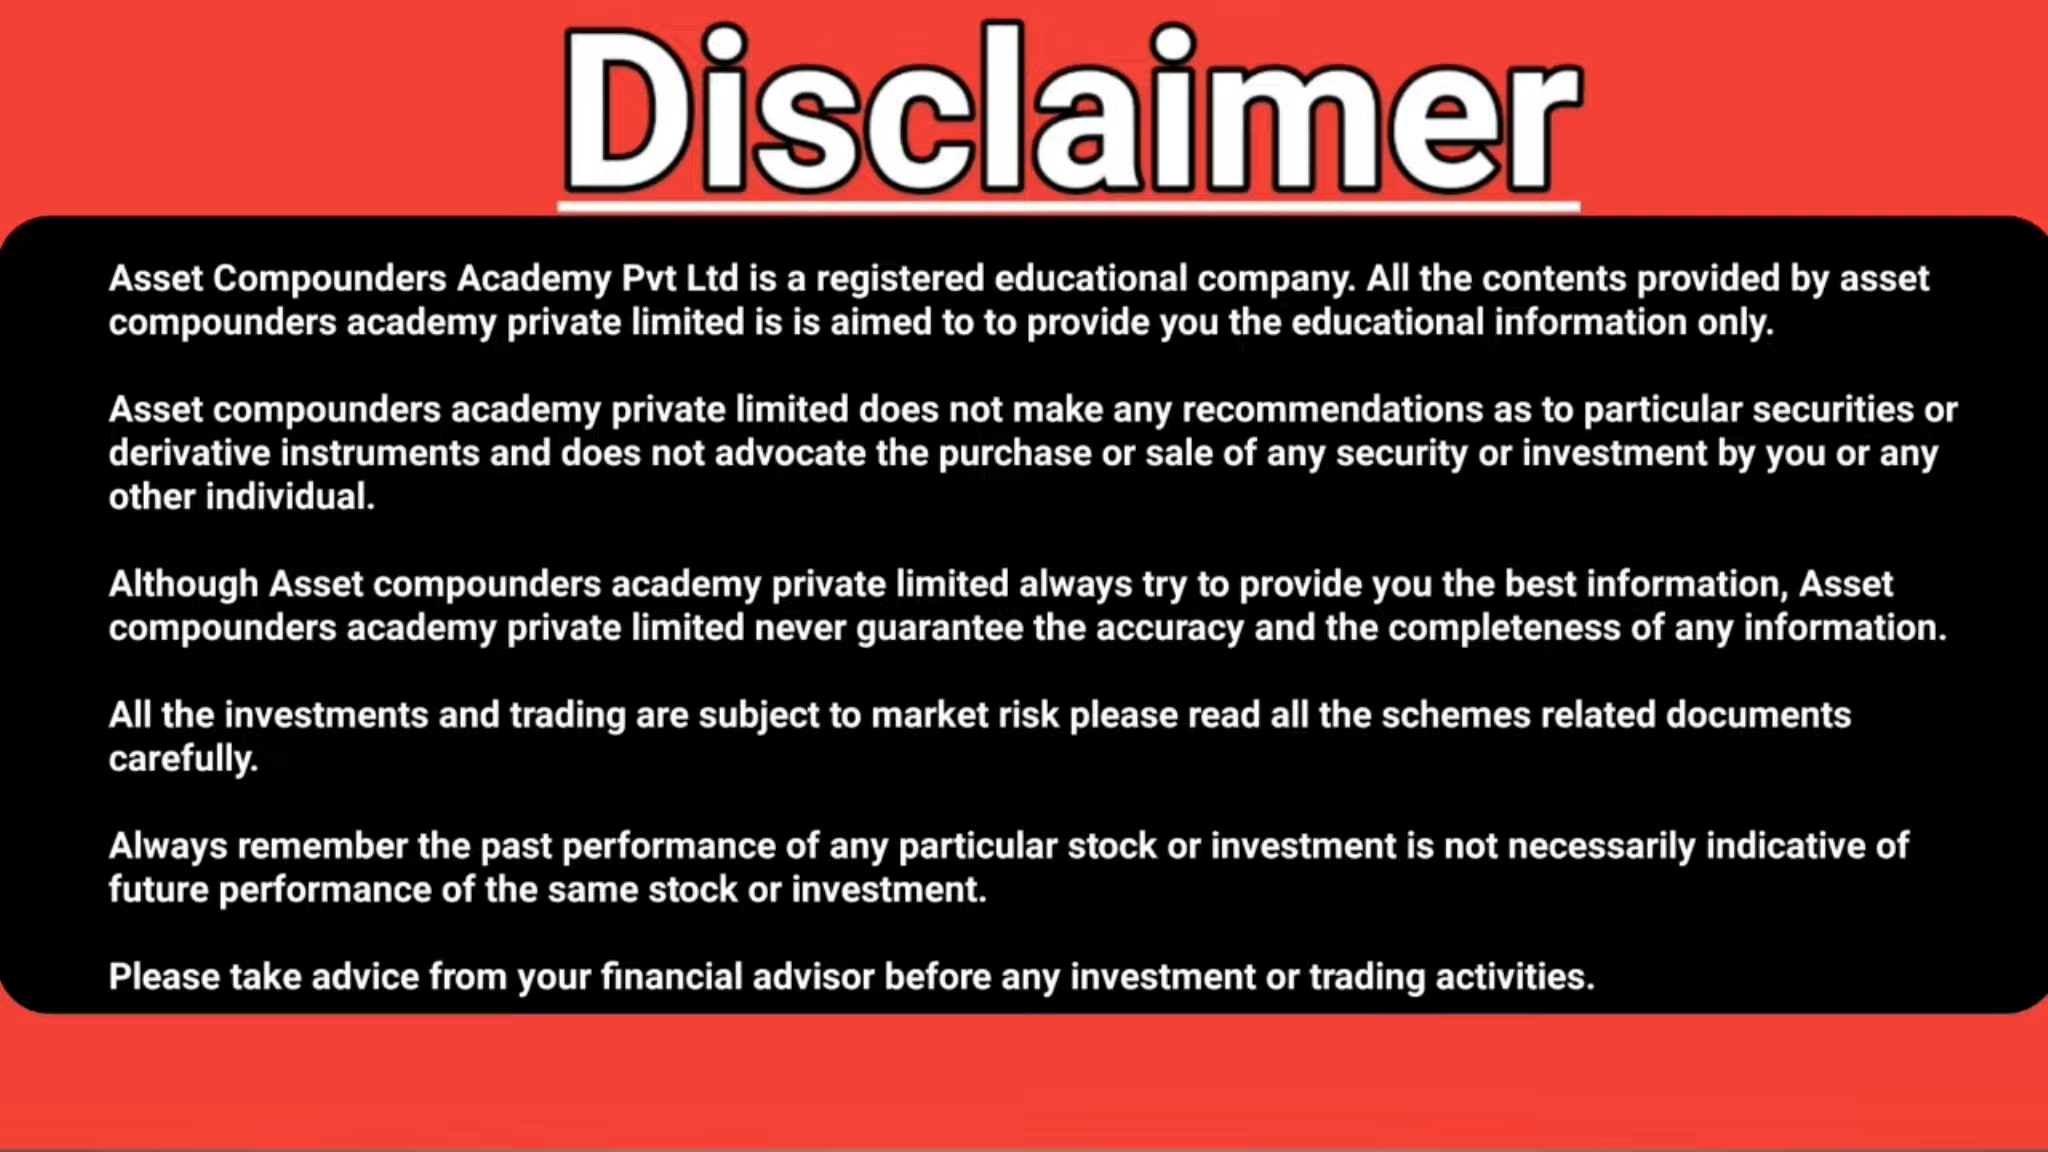 Disclaimer
Asset Compounders Academy Pvt Ltd is a registered educational company. All the contents provided by asset
compounders academy private limited is is aimed to to provide you the educational information only.
Asset compounders academy private limited does not make any recommendations as to particular securities or
derivative instruments and does not advocate the purchase or sale of any security or investment by you or any
other individual.
Although Asset compounders academy private limited always try to provide you the best information, Asset
compounders academy private limited never guarantee the accuracy and the completeness of any information.
All the investments and trading are subject to market risk please read all the schemes related documents
carefully.
Always remember the past performance of any particular stock or investment is not necessarily indicative of
future performance of the same stock or investment.
Please take advice from your financial advisor before any investment or trading activities.